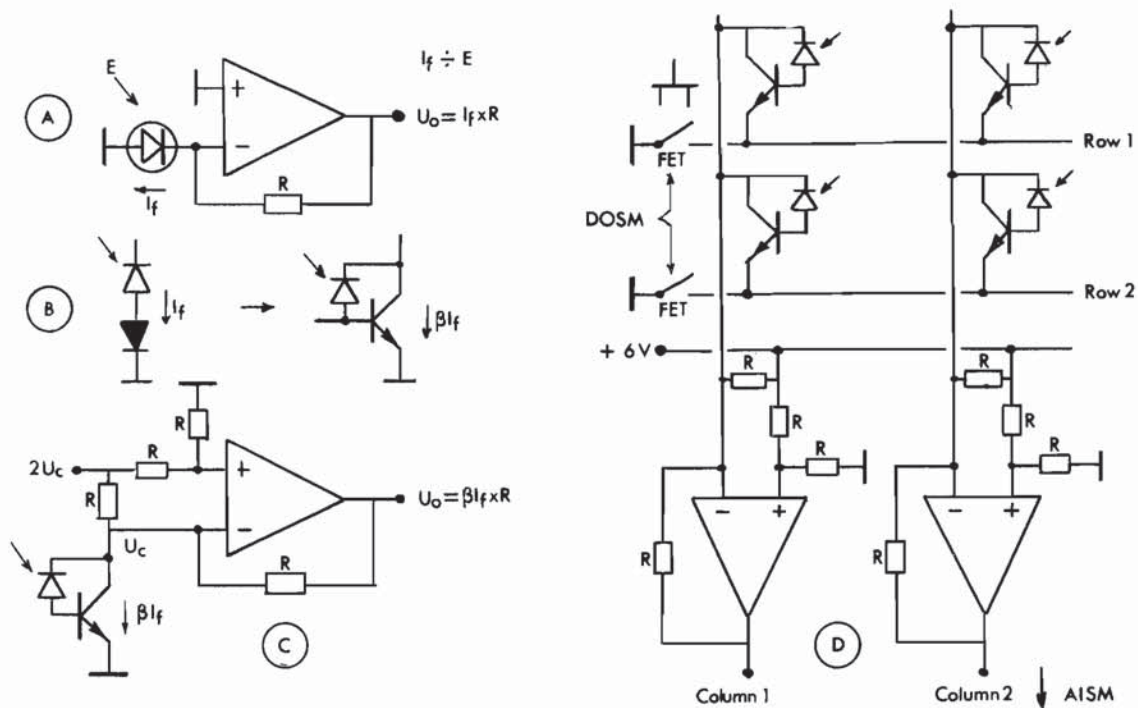 E
I_f ÷ E
A
+
−
U_o = I_f x R
I_f
R
B
I_f
βI_f
R
2U_c
R
R
+
−
U_c
U_o = βI_f x R
R
βI_f
C
FET
Row 1
DOSM
FET
Row 2
+ 6V
R
R
R
R
R
R
− +
− +
R
R
D
Column 1
Column 2
AISM